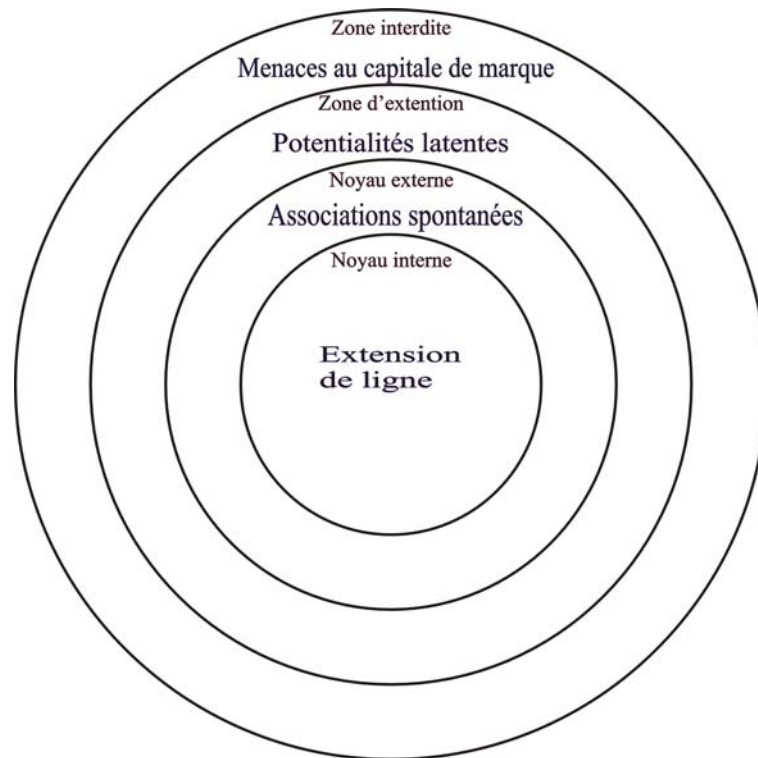 Zone interdite
Menaces au capitale de marque
Zone d’extention
Potentialités latentes
Noyau externe
Associations spontanées
Noyau interne
Extension
de ligne